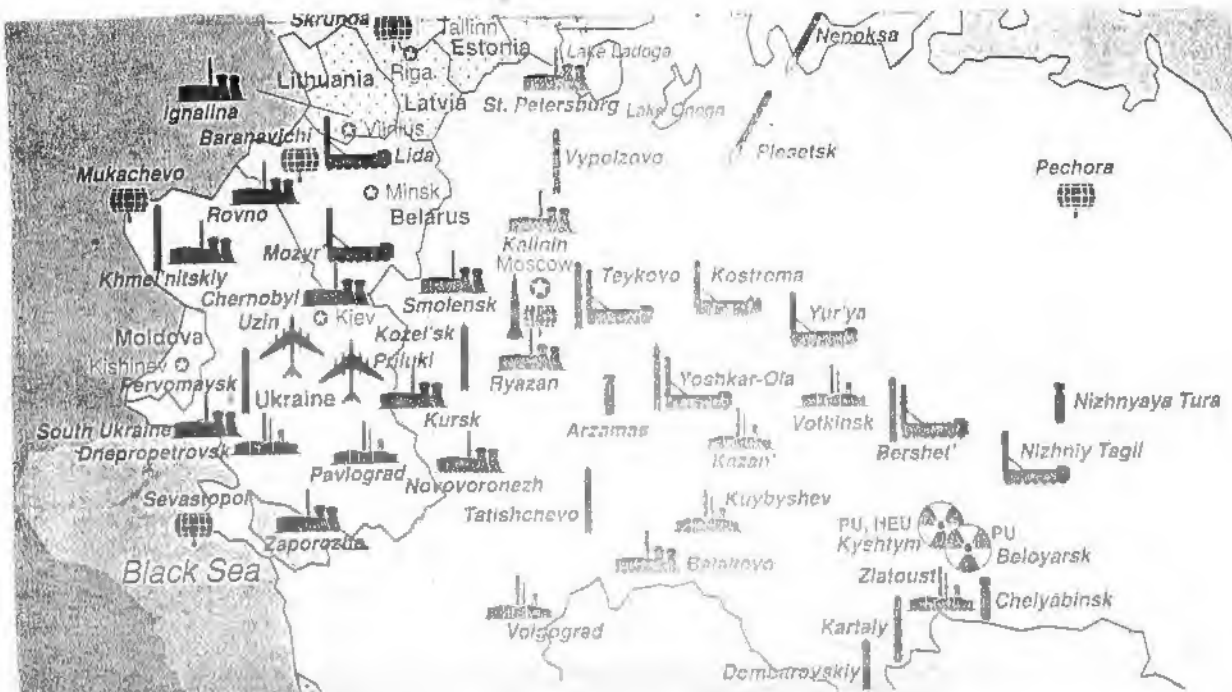 Skrunda
Tallinn
Estonia
Nenoksa
Lake Ladoga
Riga
Lithuania
Latvia
Ignalina
St. Petersburg
Lake Onega
Vilnius
Baranavichi
Lida
Vypolzovo
Plesetsk
Mukachevo
Minsk
Pechora
Rovno
Belarus
Kalinin
Mozyr'
Moscow
Khmel'nitskiy
Teykovo
Kostroma
Chernobyl
Smolensk
Uzin
Kiev
Yur'ya
Kozel'sk
Moldova
Priluki
Kishinev
Ryazan
Pervomaysk
Yoshkar-Ola
Ukraine
Kursk
Votkinsk
Nizhnyaya Tura
South Ukraine
Arzamas
Dnepropetrovsk
Kazan'
Bershet'
Nizhniy Tagil
Pavlograd
Novovoronezh
Sevastopol
Kuybyshev
Tatishchevo
PU, HEU
Kyshtym
PU
Zaporozhe
Beloyarsk
Black Sea
Balakovo
Zlatoust
Chelyabinsk
Volgograd
Kartaly
Dombarovskiy